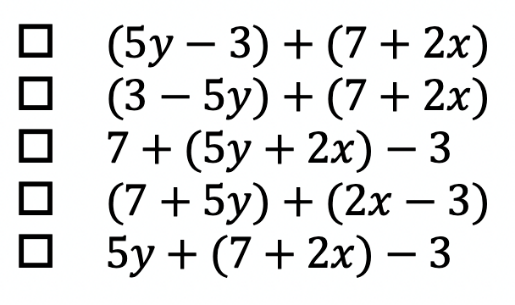 ☐ (5y − 3) + (7 + 2x)
☐ (3 − 5y) + (7 + 2x)
☐ 7 + (5y + 2x) − 3
☐ (7 + 5y) + (2x − 3)
☐ 5y + (7 + 2x) − 3